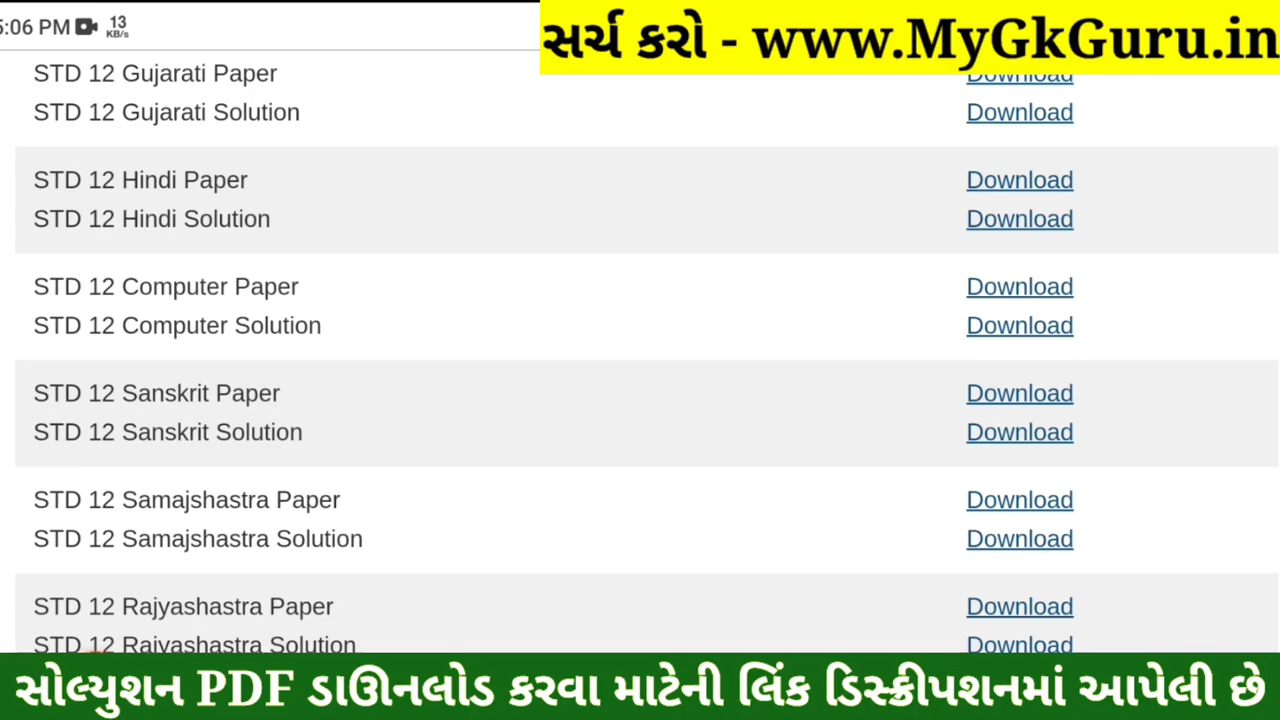 5:06 PM 13 KB/s
સર્ચ કરો - www.MyGkGuru.in
STD 12 Gujarati Paper Download
STD 12 Gujarati Solution Download
STD 12 Hindi Paper Download
STD 12 Hindi Solution Download
STD 12 Computer Paper Download
STD 12 Computer Solution Download
STD 12 Sanskrit Paper Download
STD 12 Sanskrit Solution Download
STD 12 Samajshastra Paper Download
STD 12 Samajshastra Solution Download
STD 12 Rajyashastra Paper Download
STD 12 Rajyashastra Solution Download
સોલ્યુશન PDF ડાઊનલોડ કરવા માટેની લિંક ડિસ્ક્રીપશનમાં આપેલી છે